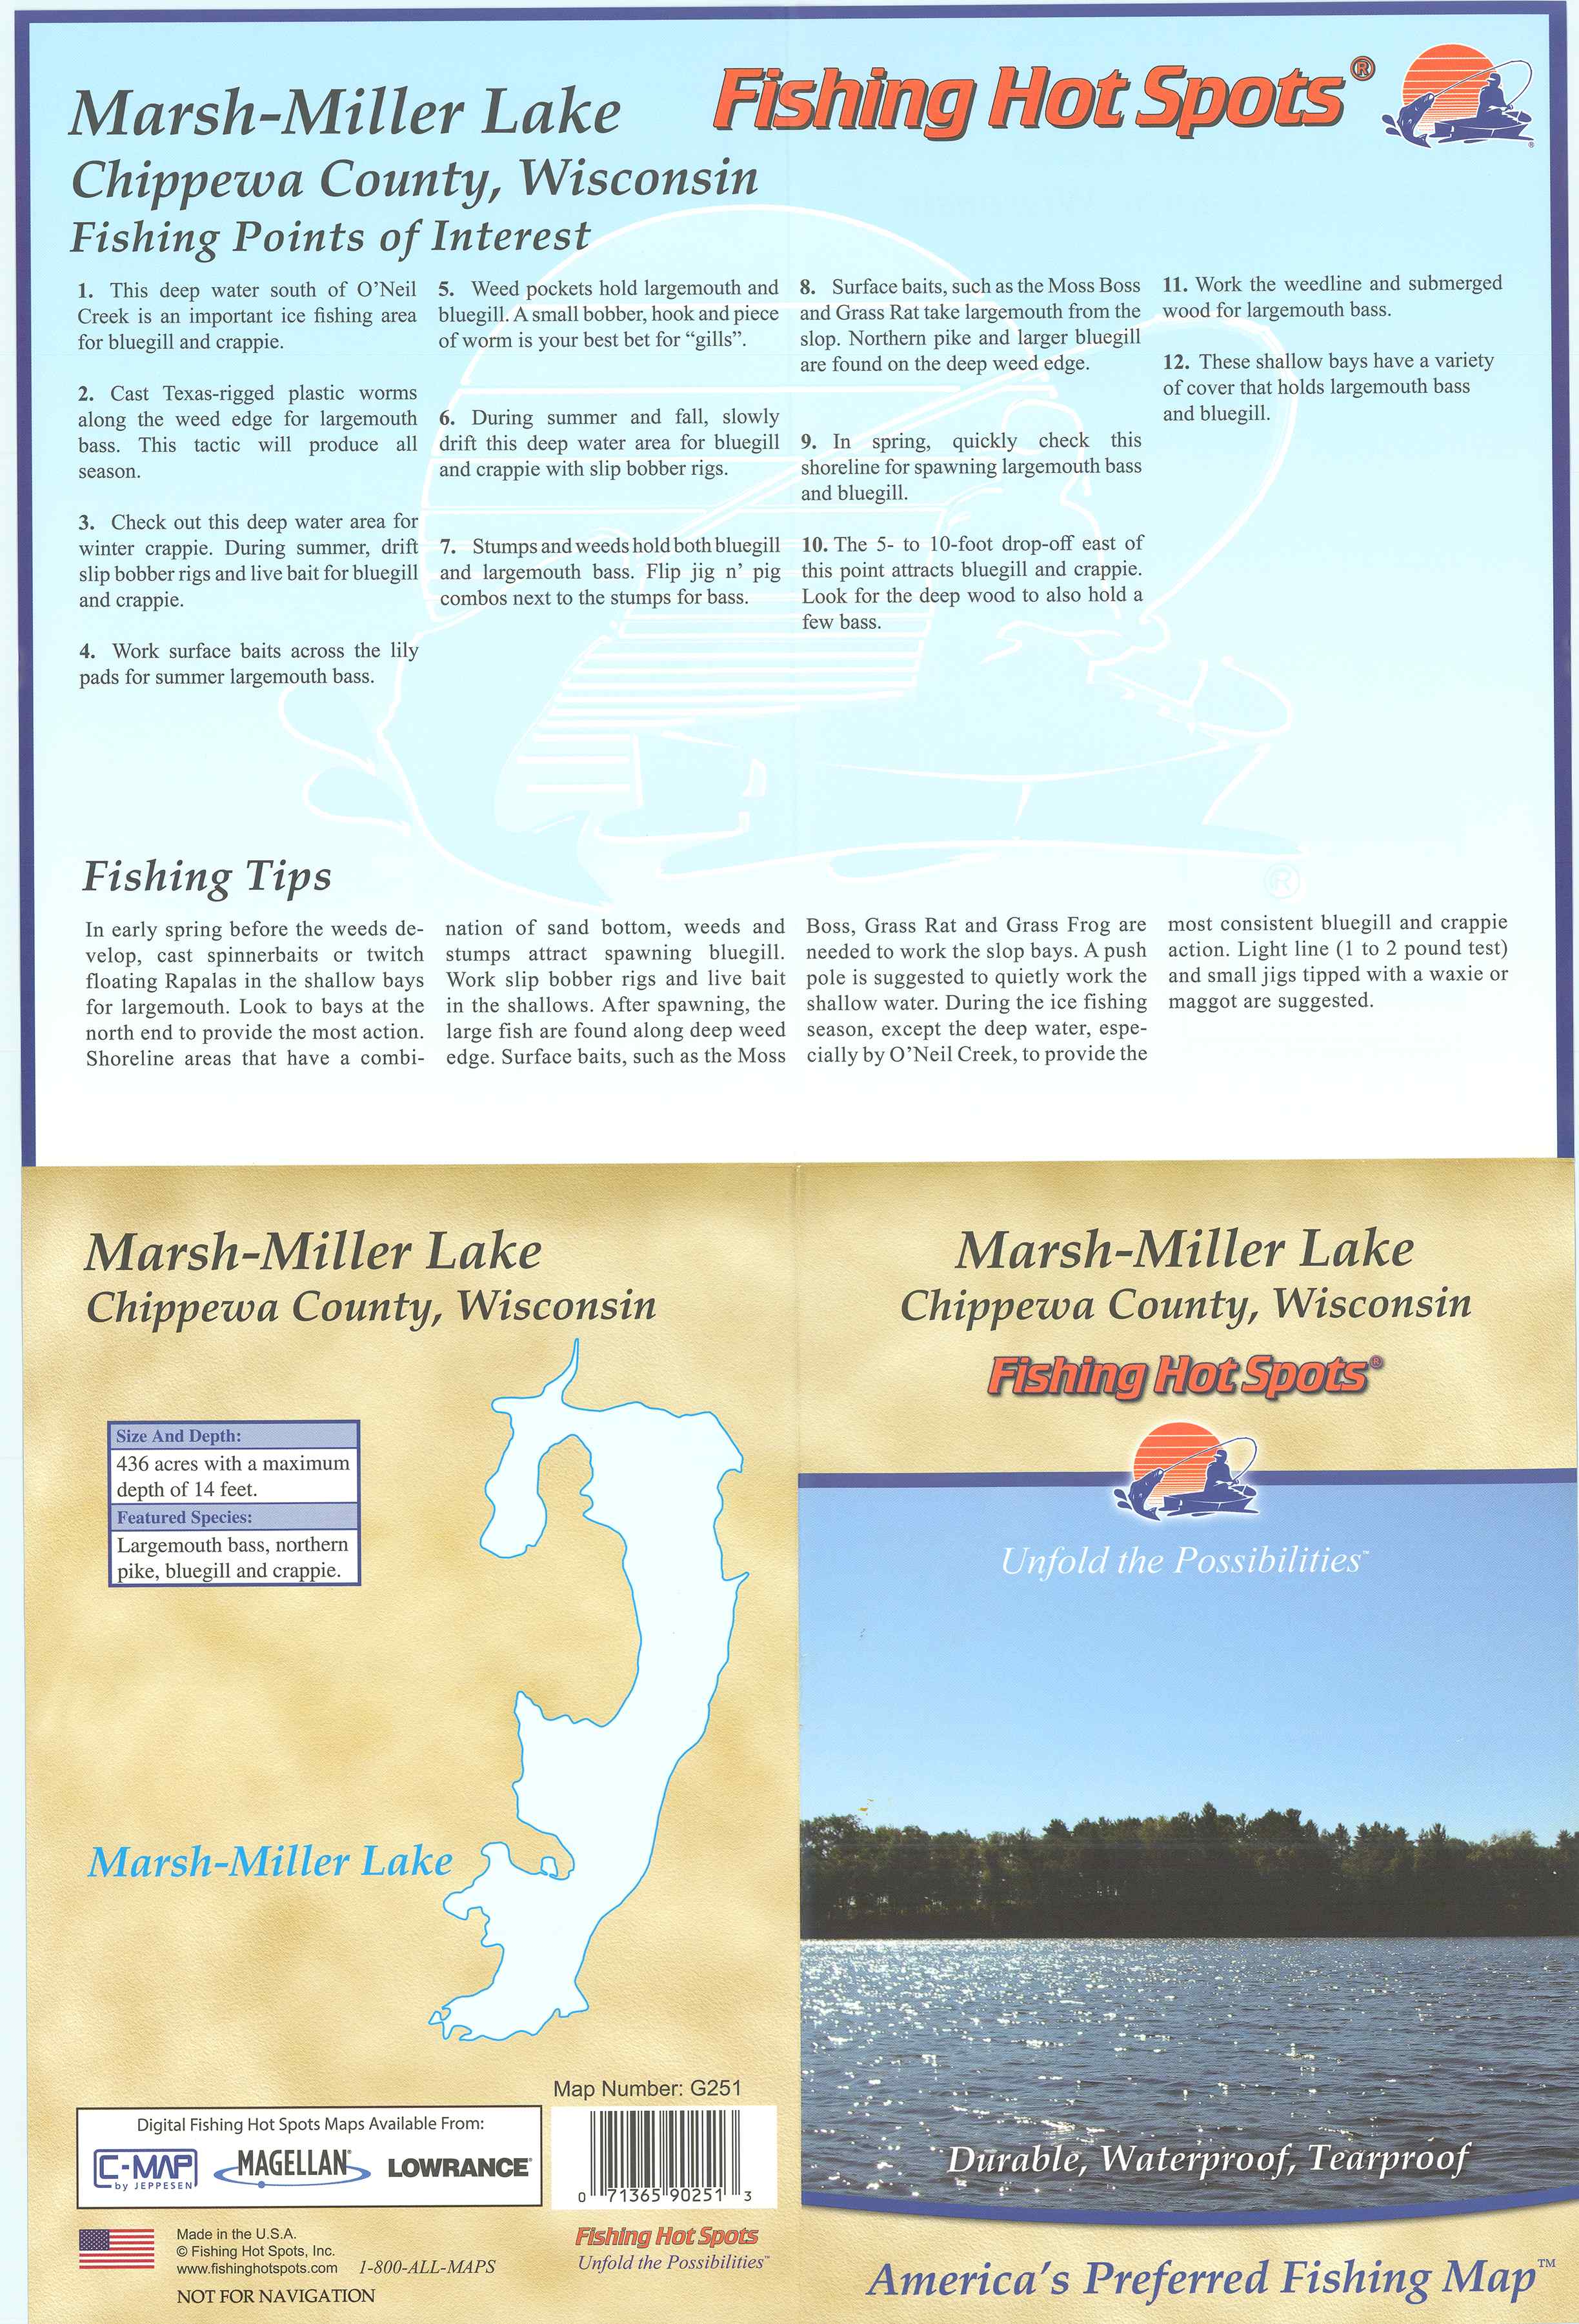 Marsh-Miller Lake
Chippewa County, Wisconsin
Fishing Points of Interest
Fishing Hot Spots®
1. This deep water south of O'Neil
Creek is an important ice fishing area
for bluegill and crappie.
2. Cast Texas-rigged plastic worms
along the weed edge for largemouth
bass. This tactic will produce all
season.
3. Check out this deep water area for
winter crappie. During summer, drift
slip bobber rigs and live bait for bluegill
and crappie.
4. Work surface baits across the lily
pads for summer largemouth bass.
5. Weed pockets hold largemouth and
bluegill. A small bobber, hook and piece
of worm is your best bet for "gills".
6. During summer and fall, slowly
drift this deep water area for bluegill
and crappie with slip bobber rigs.
7. Stumps and weeds hold both bluegill
and largemouth bass. Flip jig n' pig
combos next to the stumps for bass.
8. Surface baits, such as the Moss Boss
and Grass Rat take largemouth from the
slop. Northern pike and larger bluegill
are found on the deep weed edge.
9. In spring, quickly check this
shoreline for spawning largemouth bass
and bluegill.
10. The 5- to 10-foot drop-off east of
this point attracts bluegill and crappie.
Look for the deep wood to also hold a
few bass.
11. Work the weedline and submerged
wood for largemouth bass.
12. These shallow bays have a variety
of cover that holds largemouth bass
and bluegill.
®
Fishing Tips
In early spring before the weeds de-
velop, cast spinnerbaits or twitch
floating Rapalas in the shallow bays
for largemouth. Look to bays at the
north end to provide the most action.
Shoreline areas that have a combi-
nation of sand bottom, weeds and
stumps attract spawning bluegill.
Work slip bobber rigs and live bait
in the shallows. After spawning, the
large fish are found along deep weed
edge. Surface baits, such as the Moss
Boss, Grass Rat and Grass Frog are
needed to work the slop bays. A push
pole is suggested to quietly work the
shallow water. During the ice fishing
season, except the deep water, espe-
cially by O'Neil Creek, to provide the
most consistent bluegill and crappie
action. Light line (1 to 2 pound test)
and small jigs tipped with a waxie or
maggot are suggested.
Marsh-Miller Lake
Chippewa County, Wisconsin
Size And Depth:
436 acres with a maximum
depth of 14 feet.
Featured Species:
Largemouth bass, northern
pike, bluegill and crappie.
Marsh-Miller Lake
Map Number: G251
Digital Fishing Hot Spots Maps Available From:
C-MAP
by JEPPESEN
MAGELLAN®
LOWRANCE®
0 71365 90251 3
Made in the U.S.A.
© Fishing Hot Spots, Inc.
www.fishinghotspots.com 1-800-ALL-MAPS
NOT FOR NAVIGATION
Fishing Hot Spots
Unfold the Possibilities™
Marsh-Miller Lake
Chippewa County, Wisconsin
Fishing Hot Spots®
Unfold the Possibilities™
Durable, Waterproof, Tearproof
America's Preferred Fishing Map™